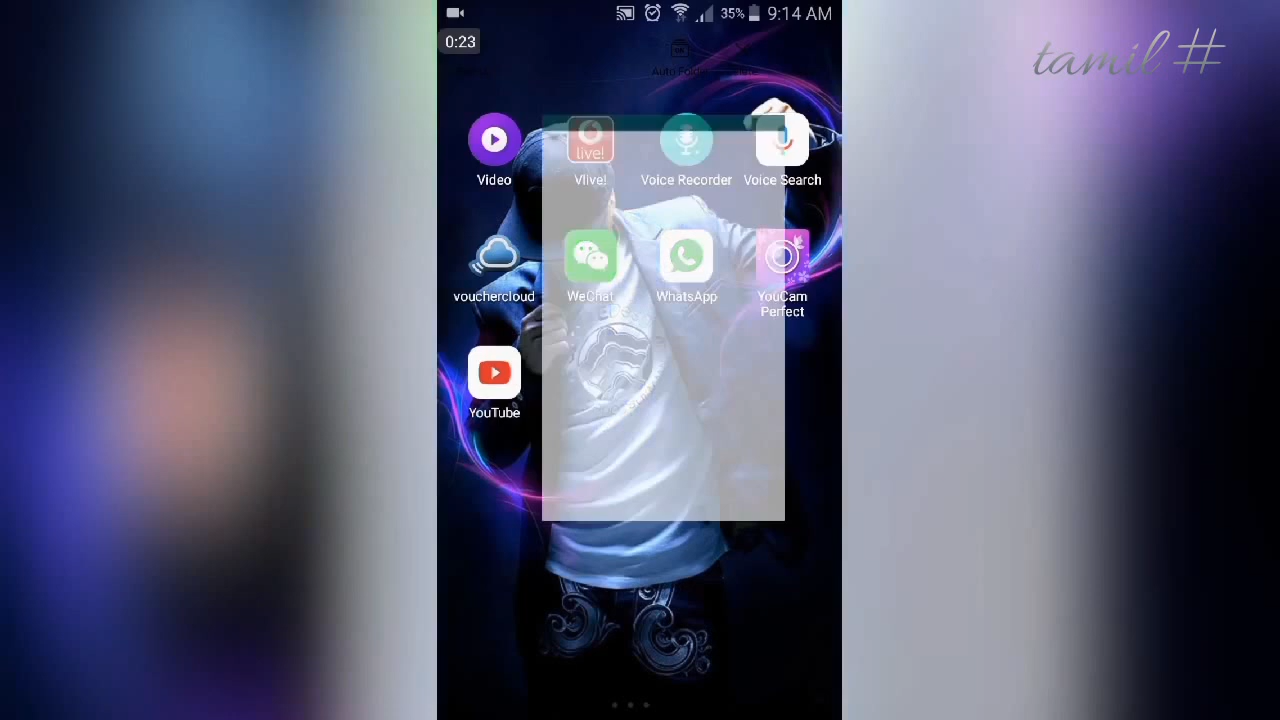 35% 9:14 AM
0:23
tamil #
Auto Folder
live!
Video
Vlive!
Voice Recorder
Voice Search
vouchercloud
WeChat
WhatsApp
YouCam
Perfect
YouTube